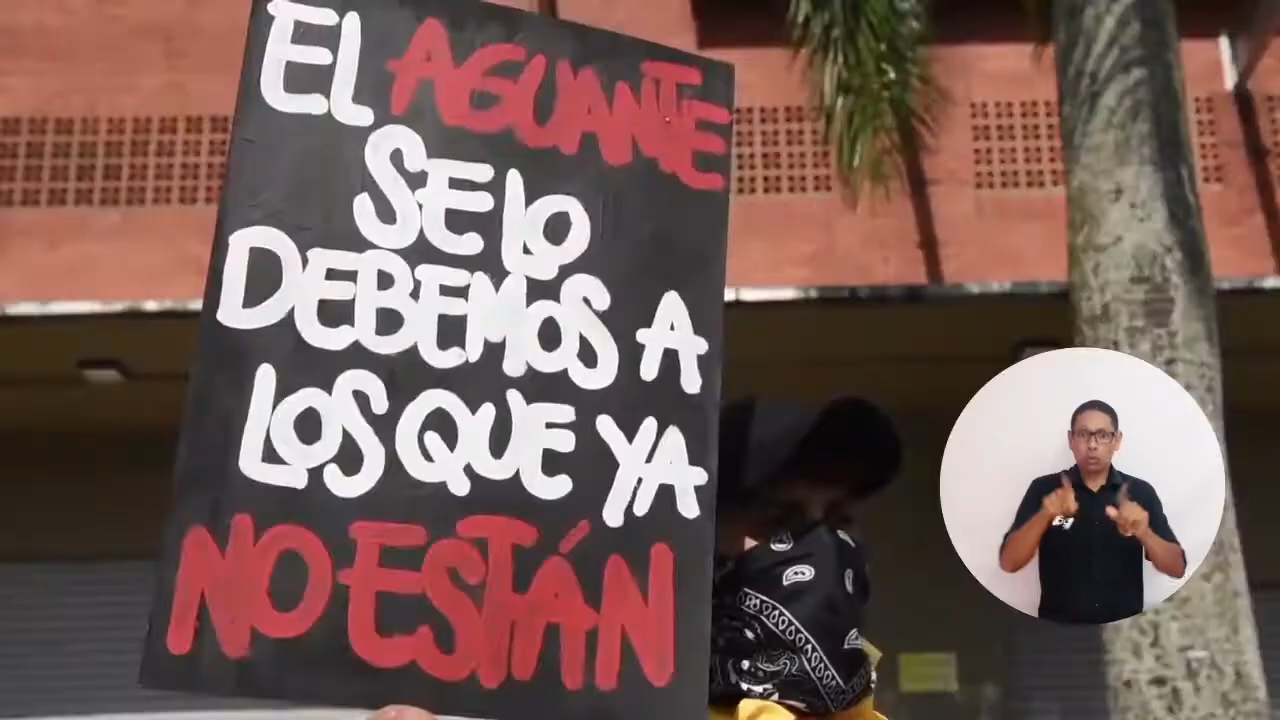 EL AGUANTE
SE LO
DEBEMOS A
LOS QUE YA
NO ESTÁN